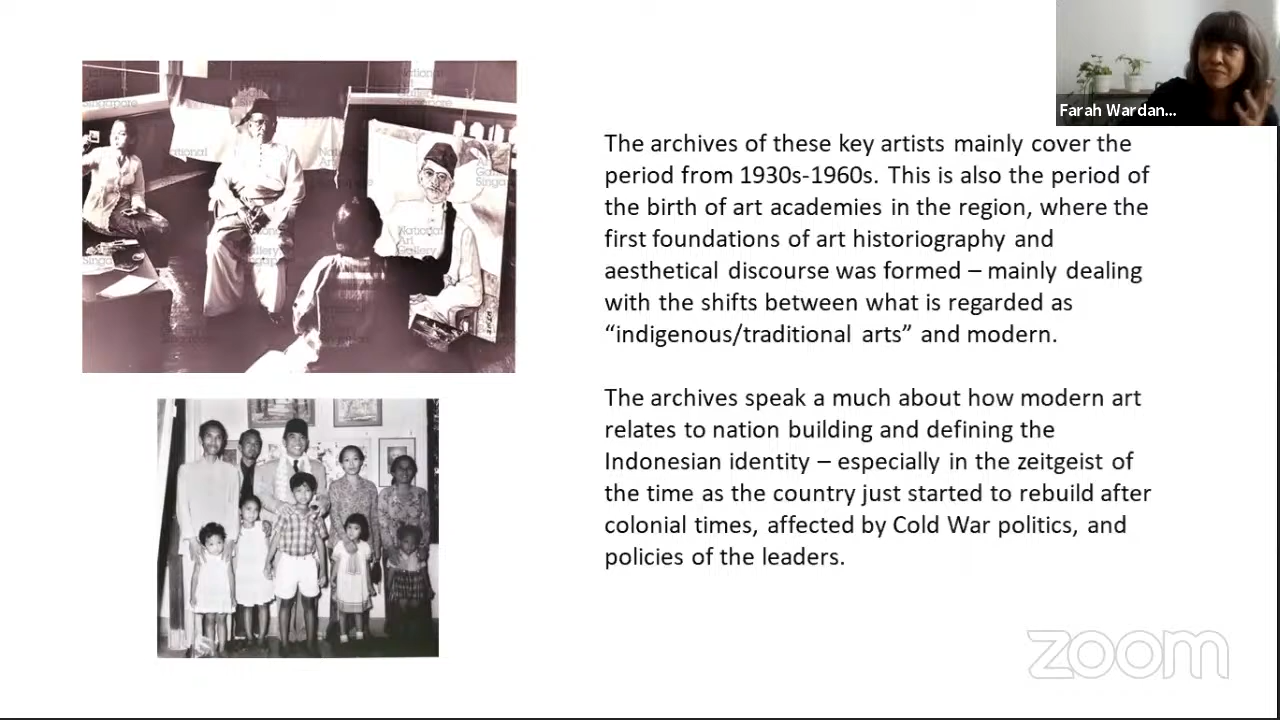 Farah Wardan...
The archives of these key artists mainly cover the
period from 1930s-1960s. This is also the period of
the birth of art academies in the region, where the
first foundations of art historiography and
aesthetical discourse was formed – mainly dealing
with the shifts between what is regarded as
“indigenous/traditional arts” and modern.
The archives speak a much about how modern art
relates to nation building and defining the
Indonesian identity – especially in the zeitgeist of
the time as the country just started to rebuild after
colonial times, affected by Cold War politics, and
policies of the leaders.
National
Art
Gallery
Singapore
zoom